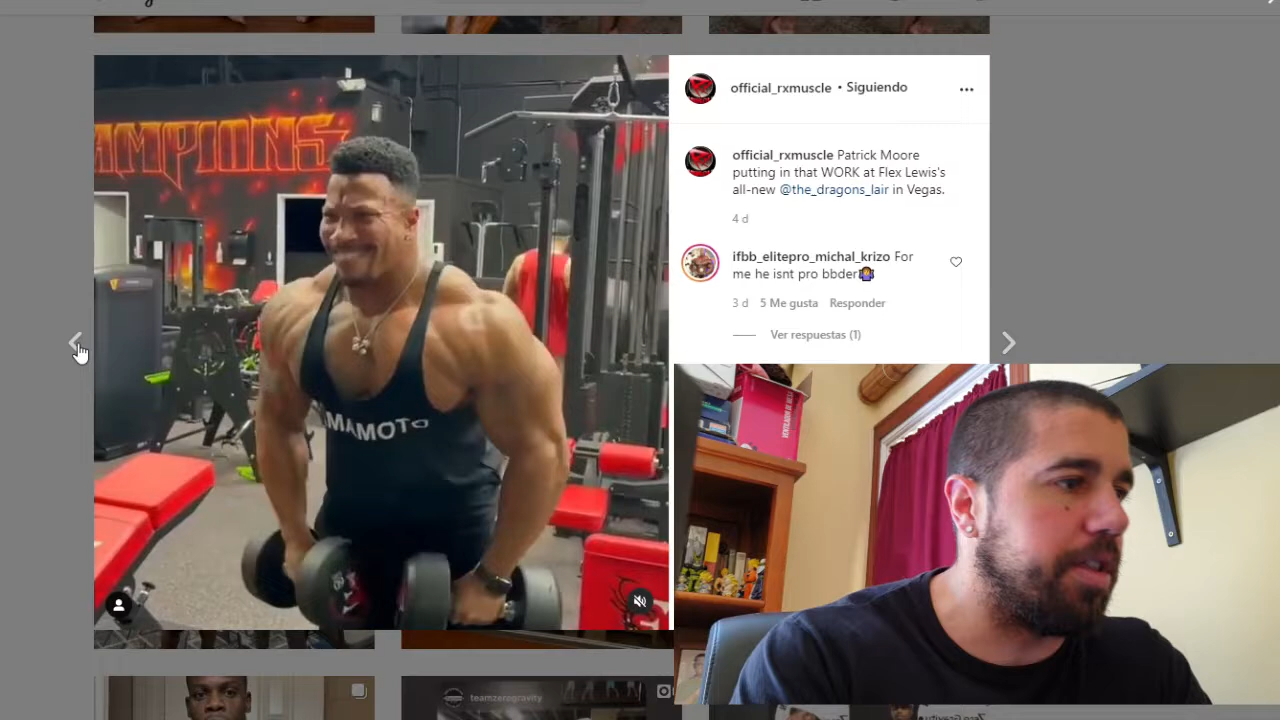 official_rxmuscle • Siguiendo
official_rxmuscle Patrick Moore
putting in that WORK at Flex Lewis's
all-new @the_dragons_lair in Vegas.
4 d
ifbb_elitepro_michal_krizo For
me he isnt pro bbder🤷
3 d 5 Me gusta Responder
Ver respuestas (1)
AMPIONS
MAMOTO
teamzerogravity